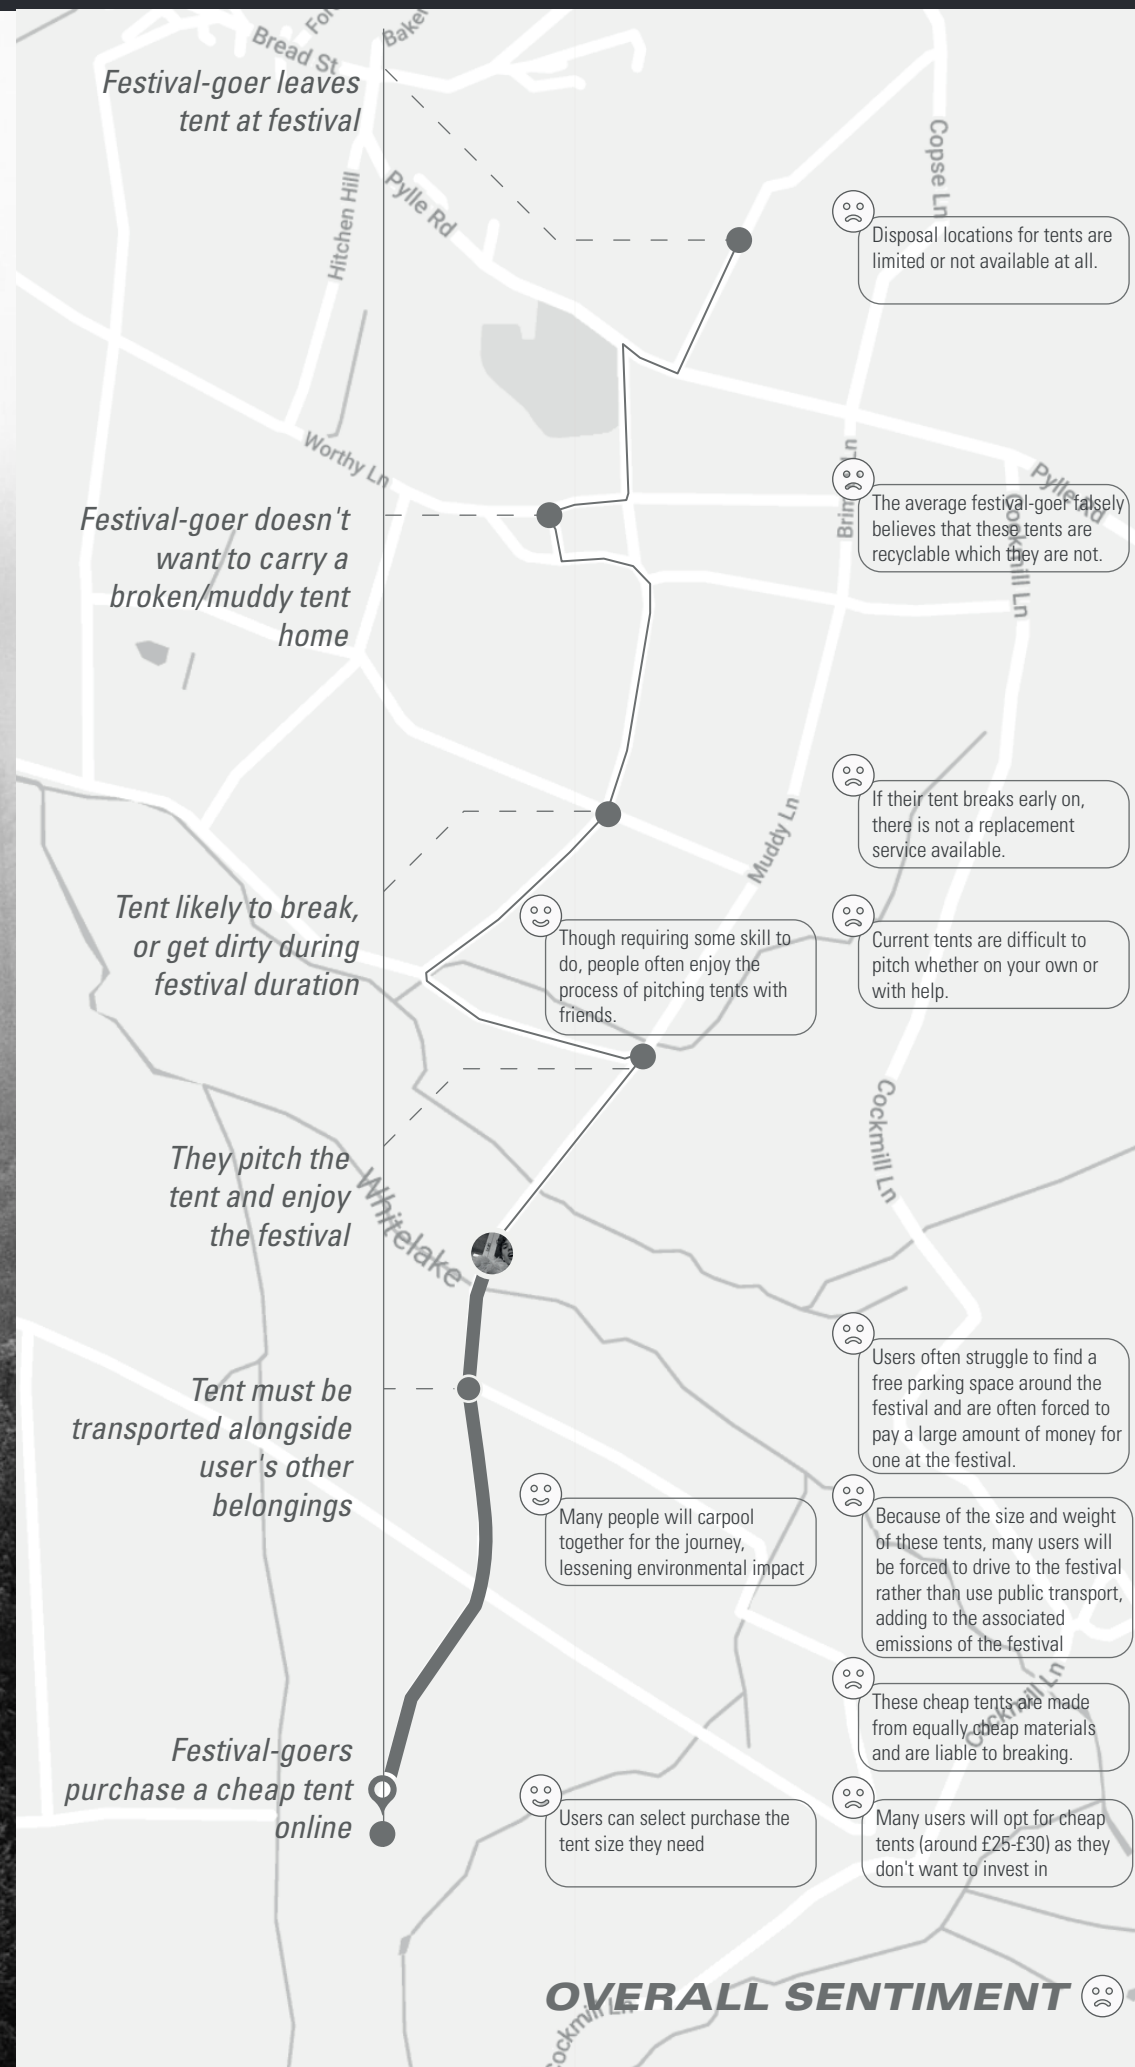 For
Baker
Bread St
Festival-goer leaves
tent at festival
Copse Ln
Hitchen Hill
Pylle Rd
Disposal locations for tents are
limited or not available at all.
Worthy Ln
Ln
Brim
Pylle Rd
Cockmill Ln
The average festival-goer falsely
believes that these tents are
recyclable which they are not.
Festival-goer doesn't
want to carry a
broken/muddy tent
home
If their tent breaks early on,
there is not a replacement
service available.
Muddy Ln
Tent likely to break,
or get dirty during
festival duration
Though requiring some skill to
do, people often enjoy the
process of pitching tents with
friends.
Current tents are difficult to
pitch whether on your own or
with help.
Cockmill Ln
They pitch the
tent and enjoy
the festival
Whitelake
Users often struggle to find a
free parking space around the
festival and are often forced to
pay a large amount of money for
one at the festival.
Tent must be
transported alongside
user's other
belongings
Many people will carpool
together for the journey,
lessening environmental impact
Because of the size and weight
of these tents, many users will
be forced to drive to the festival
rather than use public transport,
adding to the associated
emissions of the festival
Cockmill Ln
These cheap tents are made
from equally cheap materials
and are liable to breaking.
Festival-goers
purchase a cheap tent
online
Users can select purchase the
tent size they need
Many users will opt for cheap
tents (around £25-£30) as they
don't want to invest in
OVERALL SENTIMENT
ockmill Ln